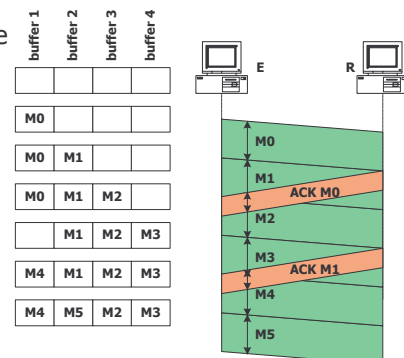 buffer 1
buffer 2
buffer 3
buffer 4
E
R
M0
M0 M1
M0 M1 M2
M1 M2 M3
M4 M1 M2 M3
M4 M5 M2 M3
M0
M1
ACK M0
M2
M3
ACK M1
M4
M5